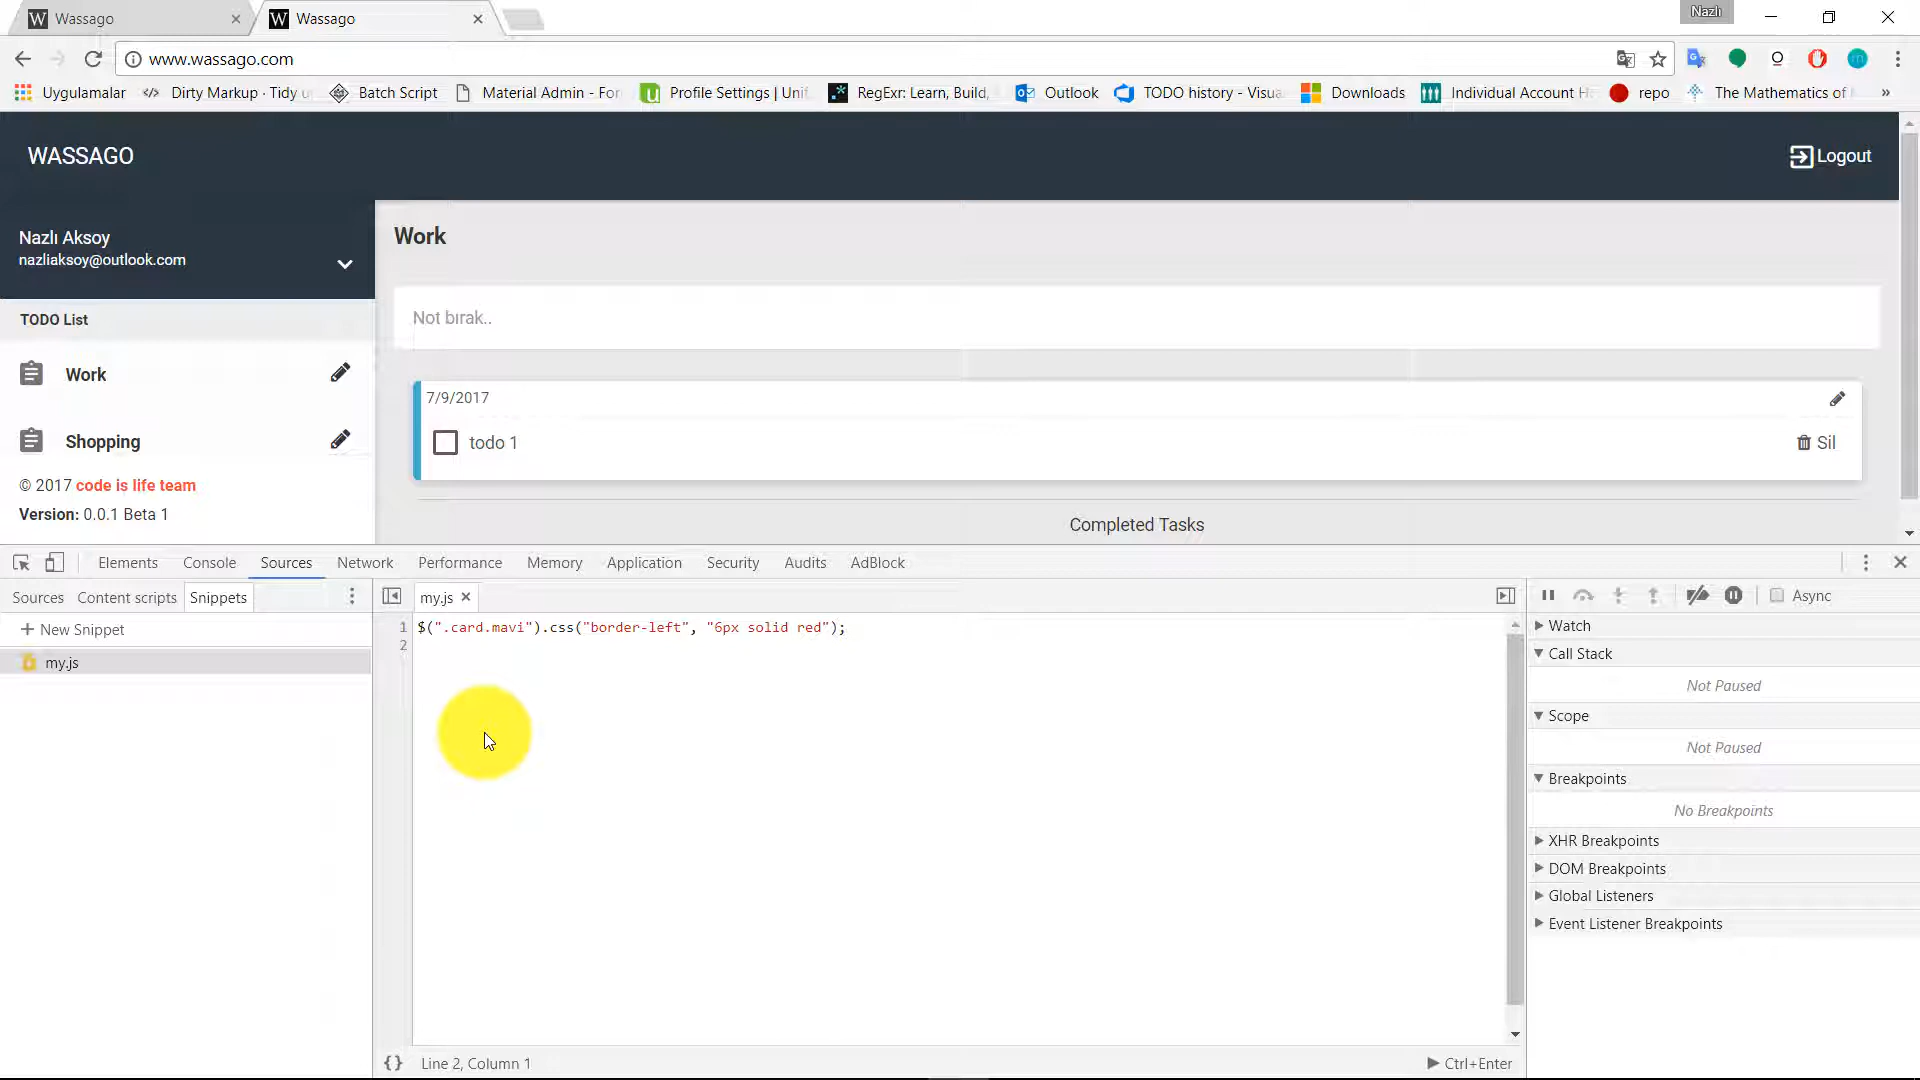 Wassago
Wassago
Nazlı
www.wassago.com
Uygulamalar
Dirty Markup · Tidy u
Batch Script
Material Admin - For
Profile Settings | Unif
RegExr: Learn, Build,
Outlook
TODO history - Visua
Downloads
Individual Account H
repo
The Mathematics of
»
WASSAGO
Logout
Nazlı Aksoy
nazliaksoy@outlook.com
TODO List
Work
Shopping
© 2017 code is life team
Version: 0.0.1 Beta 1
Work
Not bırak..
7/9/2017
todo 1
Sil
Completed Tasks
Elements Console Sources Network Performance Memory Application Security Audits AdBlock
Sources Content scripts Snippets
my.js
Async
+ New Snippet
my.js
1 $(".card.mavi").css("border-left", "6px solid red");
2
Watch
Call Stack
Not Paused
Scope
Not Paused
Breakpoints
No Breakpoints
XHR Breakpoints
DOM Breakpoints
Global Listeners
Event Listener Breakpoints
{} Line 2, Column 1
Ctrl+Enter